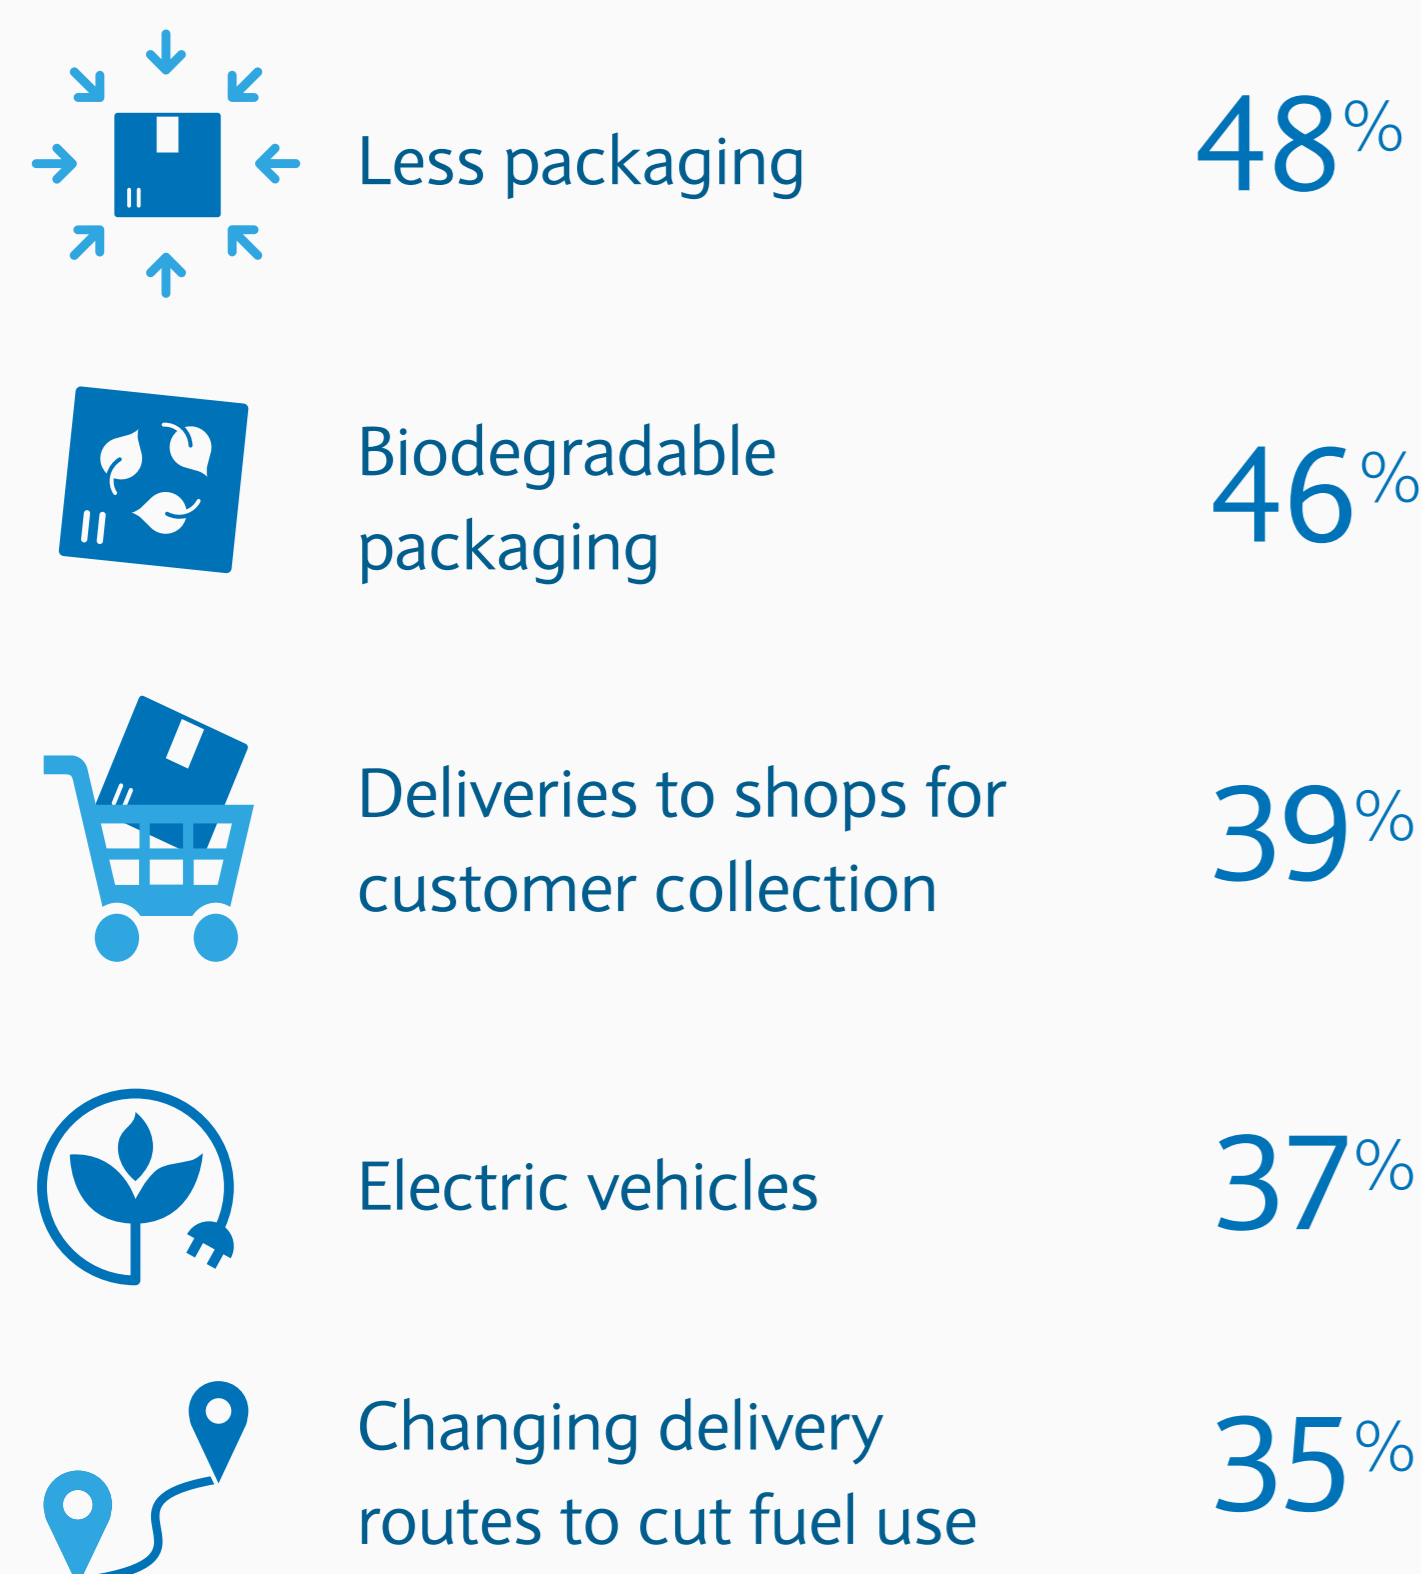 Less packaging 48%
Biodegradable
packaging 46%
Deliveries to shops for
customer collection 39%
Electric vehicles 37%
Changing delivery
routes to cut fuel use 35%